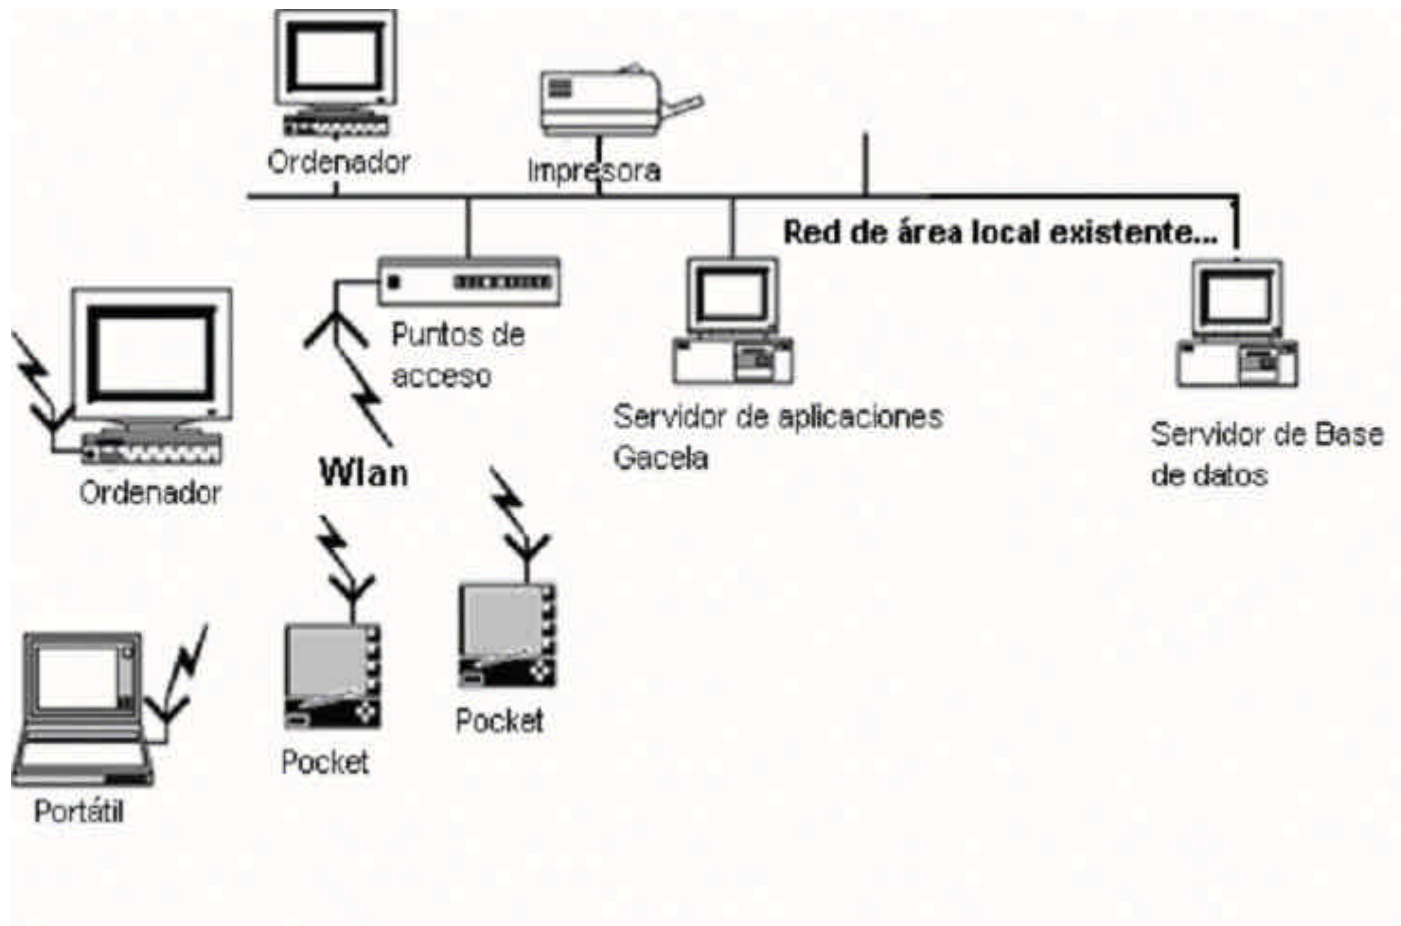 Ordenador
Impresora
Red de área local existente...
Puntos de
acceso
Servidor de aplicaciones
Gacela
Servidor de Base
de datos
Ordenador
Wlan
Pocket
Pocket
Portátil